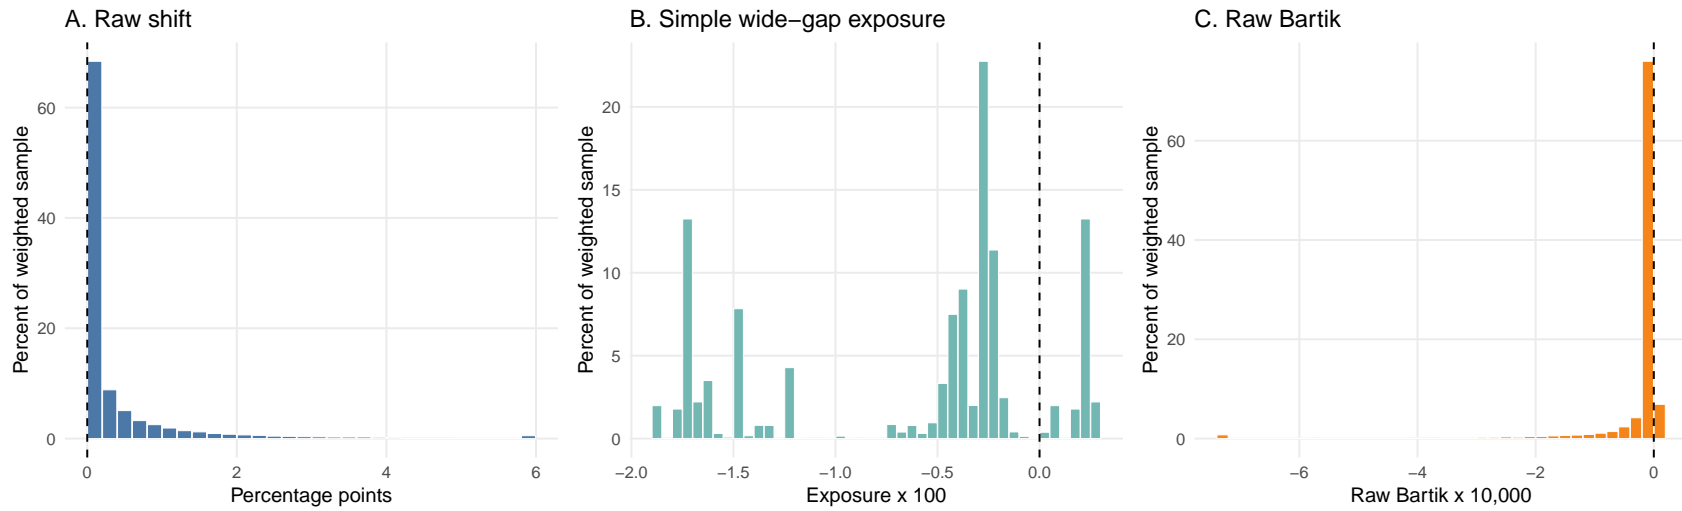 A. Raw shift
Percent of weighted sample
60
40
20
0
0 2 4 6
Percentage points
B. Simple wide−gap exposure
Percent of weighted sample
20
15
10
5
0
−2.0 −1.5 −1.0 −0.5 0.0
Exposure x 100
C. Raw Bartik
Percent of weighted sample
60
40
20
0
−6 −4 −2 0
Raw Bartik x 10,000